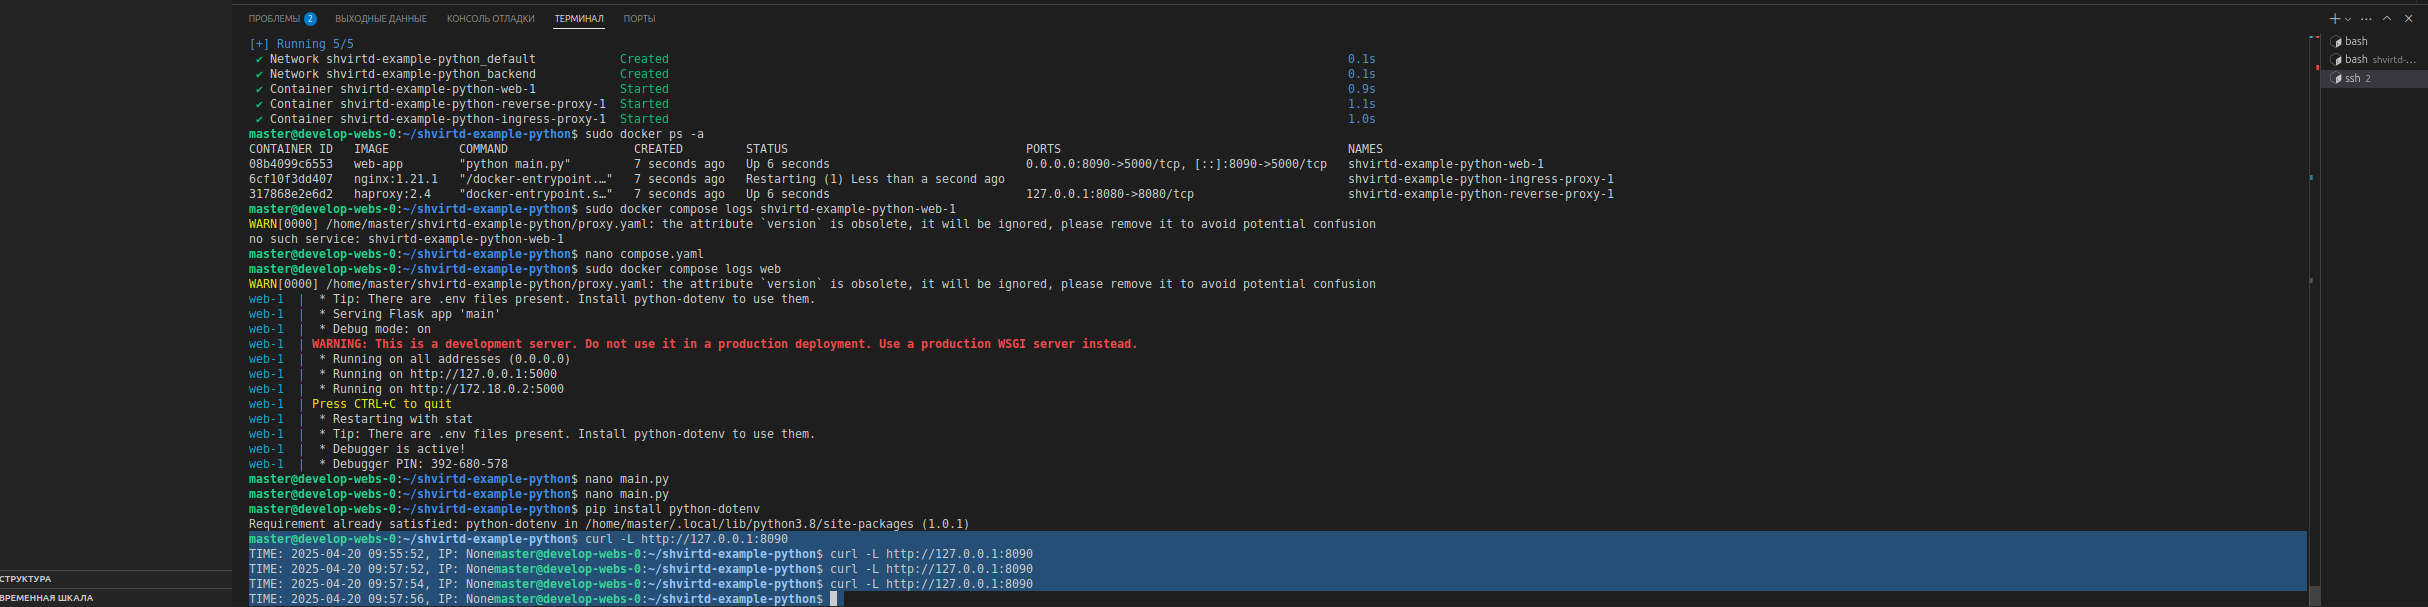 ПРОБЛЕМЫ 2 ВЫХОДНЫЕ ДАННЫЕ КОНСОЛЬ ОТЛАДКИ ТЕРМИНАЛ ПОРТЫ
[+] Running 5/5
✔ Network shvirtd-example-python_default Created 0.1s
✔ Network shvirtd-example-python_backend Created 0.1s
✔ Container shvirtd-example-python-web-1 Started 0.9s
✔ Container shvirtd-example-python-reverse-proxy-1 Started 1.1s
✔ Container shvirtd-example-python-ingress-proxy-1 Started 1.0s
master@develop-webs-0:~/shvirtd-example-python$ sudo docker ps -a
CONTAINER ID IMAGE COMMAND CREATED STATUS PORTS NAMES
08b4099c6553 web-app "python main.py" 7 seconds ago Up 6 seconds 0.0.0.0:8090->5000/tcp, [::]:8090->5000/tcp shvirtd-example-python-web-1
6cf10f3dd407 nginx:1.21.1 "/docker-entrypoint.…" 7 seconds ago Restarting (1) Less than a second ago shvirtd-example-python-ingress-proxy-1
317868e2e6d2 haproxy:2.4 "docker-entrypoint.s…" 7 seconds ago Up 6 seconds 127.0.0.1:8080->8080/tcp shvirtd-example-python-reverse-proxy-1
master@develop-webs-0:~/shvirtd-example-python$ sudo docker compose logs shvirtd-example-python-web-1
WARN[0000] /home/master/shvirtd-example-python/proxy.yaml: the attribute `version` is obsolete, it will be ignored, please remove it to avoid potential confusion
no such service: shvirtd-example-python-web-1
master@develop-webs-0:~/shvirtd-example-python$ nano compose.yaml
master@develop-webs-0:~/shvirtd-example-python$ sudo docker compose logs web
WARN[0000] /home/master/shvirtd-example-python/proxy.yaml: the attribute `version` is obsolete, it will be ignored, please remove it to avoid potential confusion
web-1 | * Tip: There are .env files present. Install python-dotenv to use them.
web-1 | * Serving Flask app 'main'
web-1 | * Debug mode: on
web-1 | WARNING: This is a development server. Do not use it in a production deployment. Use a production WSGI server instead.
web-1 | * Running on all addresses (0.0.0.0)
web-1 | * Running on http://127.0.0.1:5000
web-1 | * Running on http://172.18.0.2:5000
web-1 | Press CTRL+C to quit
web-1 | * Restarting with stat
web-1 | * Tip: There are .env files present. Install python-dotenv to use them.
web-1 | * Debugger is active!
web-1 | * Debugger PIN: 392-680-578
master@develop-webs-0:~/shvirtd-example-python$ nano main.py
master@develop-webs-0:~/shvirtd-example-python$ nano main.py
master@develop-webs-0:~/shvirtd-example-python$ pip install python-dotenv
Requirement already satisfied: python-dotenv in /home/master/.local/lib/python3.8/site-packages (1.0.1)
master@develop-webs-0:~/shvirtd-example-python$ curl -L http://127.0.0.1:8090
TIME: 2025-04-20 09:55:52, IP: Nonemaster@develop-webs-0:~/shvirtd-example-python$ curl -L http://127.0.0.1:8090
TIME: 2025-04-20 09:57:52, IP: Nonemaster@develop-webs-0:~/shvirtd-example-python$ curl -L http://127.0.0.1:8090
TIME: 2025-04-20 09:57:54, IP: Nonemaster@develop-webs-0:~/shvirtd-example-python$ curl -L http://127.0.0.1:8090
TIME: 2025-04-20 09:57:56, IP: Nonemaster@develop-webs-0:~/shvirtd-example-python$
bash
bash shvirtd-...
ssh 2
СТРУКТУРА
ВРЕМЕННАЯ ШКАЛА